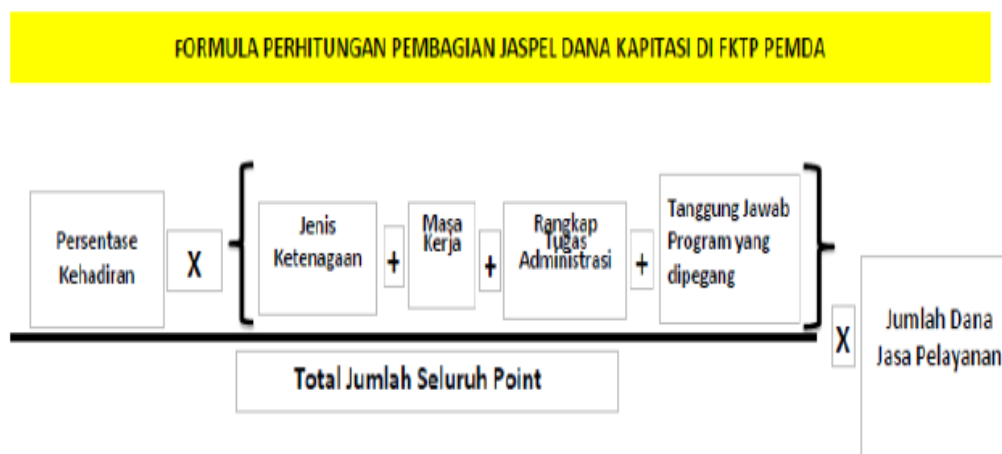 FORMULA PERHITUNGAN PEMBAGIAN JASPEL DANA KAPITASI DI FKTP PEMDA
Persentase
Kehadiran
X
{
Jenis
Ketenagaan
+
Masa
Kerja
+
Rangkap
Tugas
Administrasi
+
Tanggung Jawab
Program yang
dipegang
}
Total Jumlah Seluruh Point
X
Jumlah Dana
Jasa Pelayanan